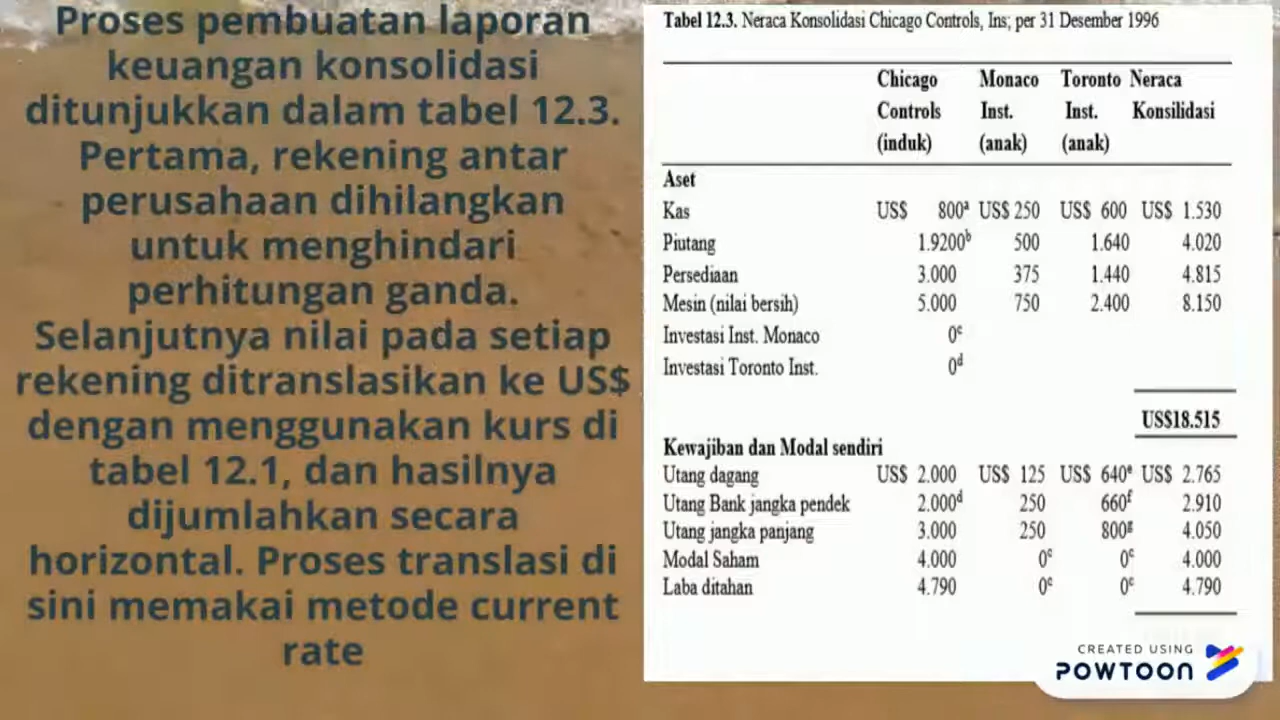 Proses pembuatan laporan
keuangan konsolidasi
ditunjukkan dalam tabel 12.3.
Pertama, rekening antar
perusahaan dihilangkan
untuk menghindari
perhitungan ganda.
Selanjutnya nilai pada setiap
rekening ditranslasikan ke US$
dengan menggunakan kurs di
tabel 12.1, dan hasilnya
dijumlahkan secara
horizontal. Proses translasi di
sini memakai metode current
rate
Tabel 12.3. Neraca Konsolidasi Chicago Controls, Ins; per 31 Desember 1996
Chicago Monaco Toronto Neraca
Controls Inst. Inst. Konsilidasi
(induk) (anak) (anak)
Aset
Kas US$ 800ᵃ US$ 250 US$ 600 US$ 1.530
Piutang 1.9200ᵇ 500 1.640 4.020
Persediaan 3.000 375 1.440 4.815
Mesin (nilai bersih) 5.000 750 2.400 8.150
Investasi Inst. Monaco 0ᶜ
Investasi Toronto Inst. 0ᵈ
US$18.515
Kewajiban dan Modal sendiri
Utang dagang US$ 2.000 US$ 125 US$ 640ᵉ US$ 2.765
Utang Bank jangka pendek 2.000ᵈ 250 660ᶠ 2.910
Utang jangka panjang 3.000 250 800ᵍ 4.050
Modal Saham 4.000 0ᶜ 0ᶜ 4.000
Laba ditahan 4.790 0ᶜ 0ᶜ 4.790
CREATED USING
POWTOON